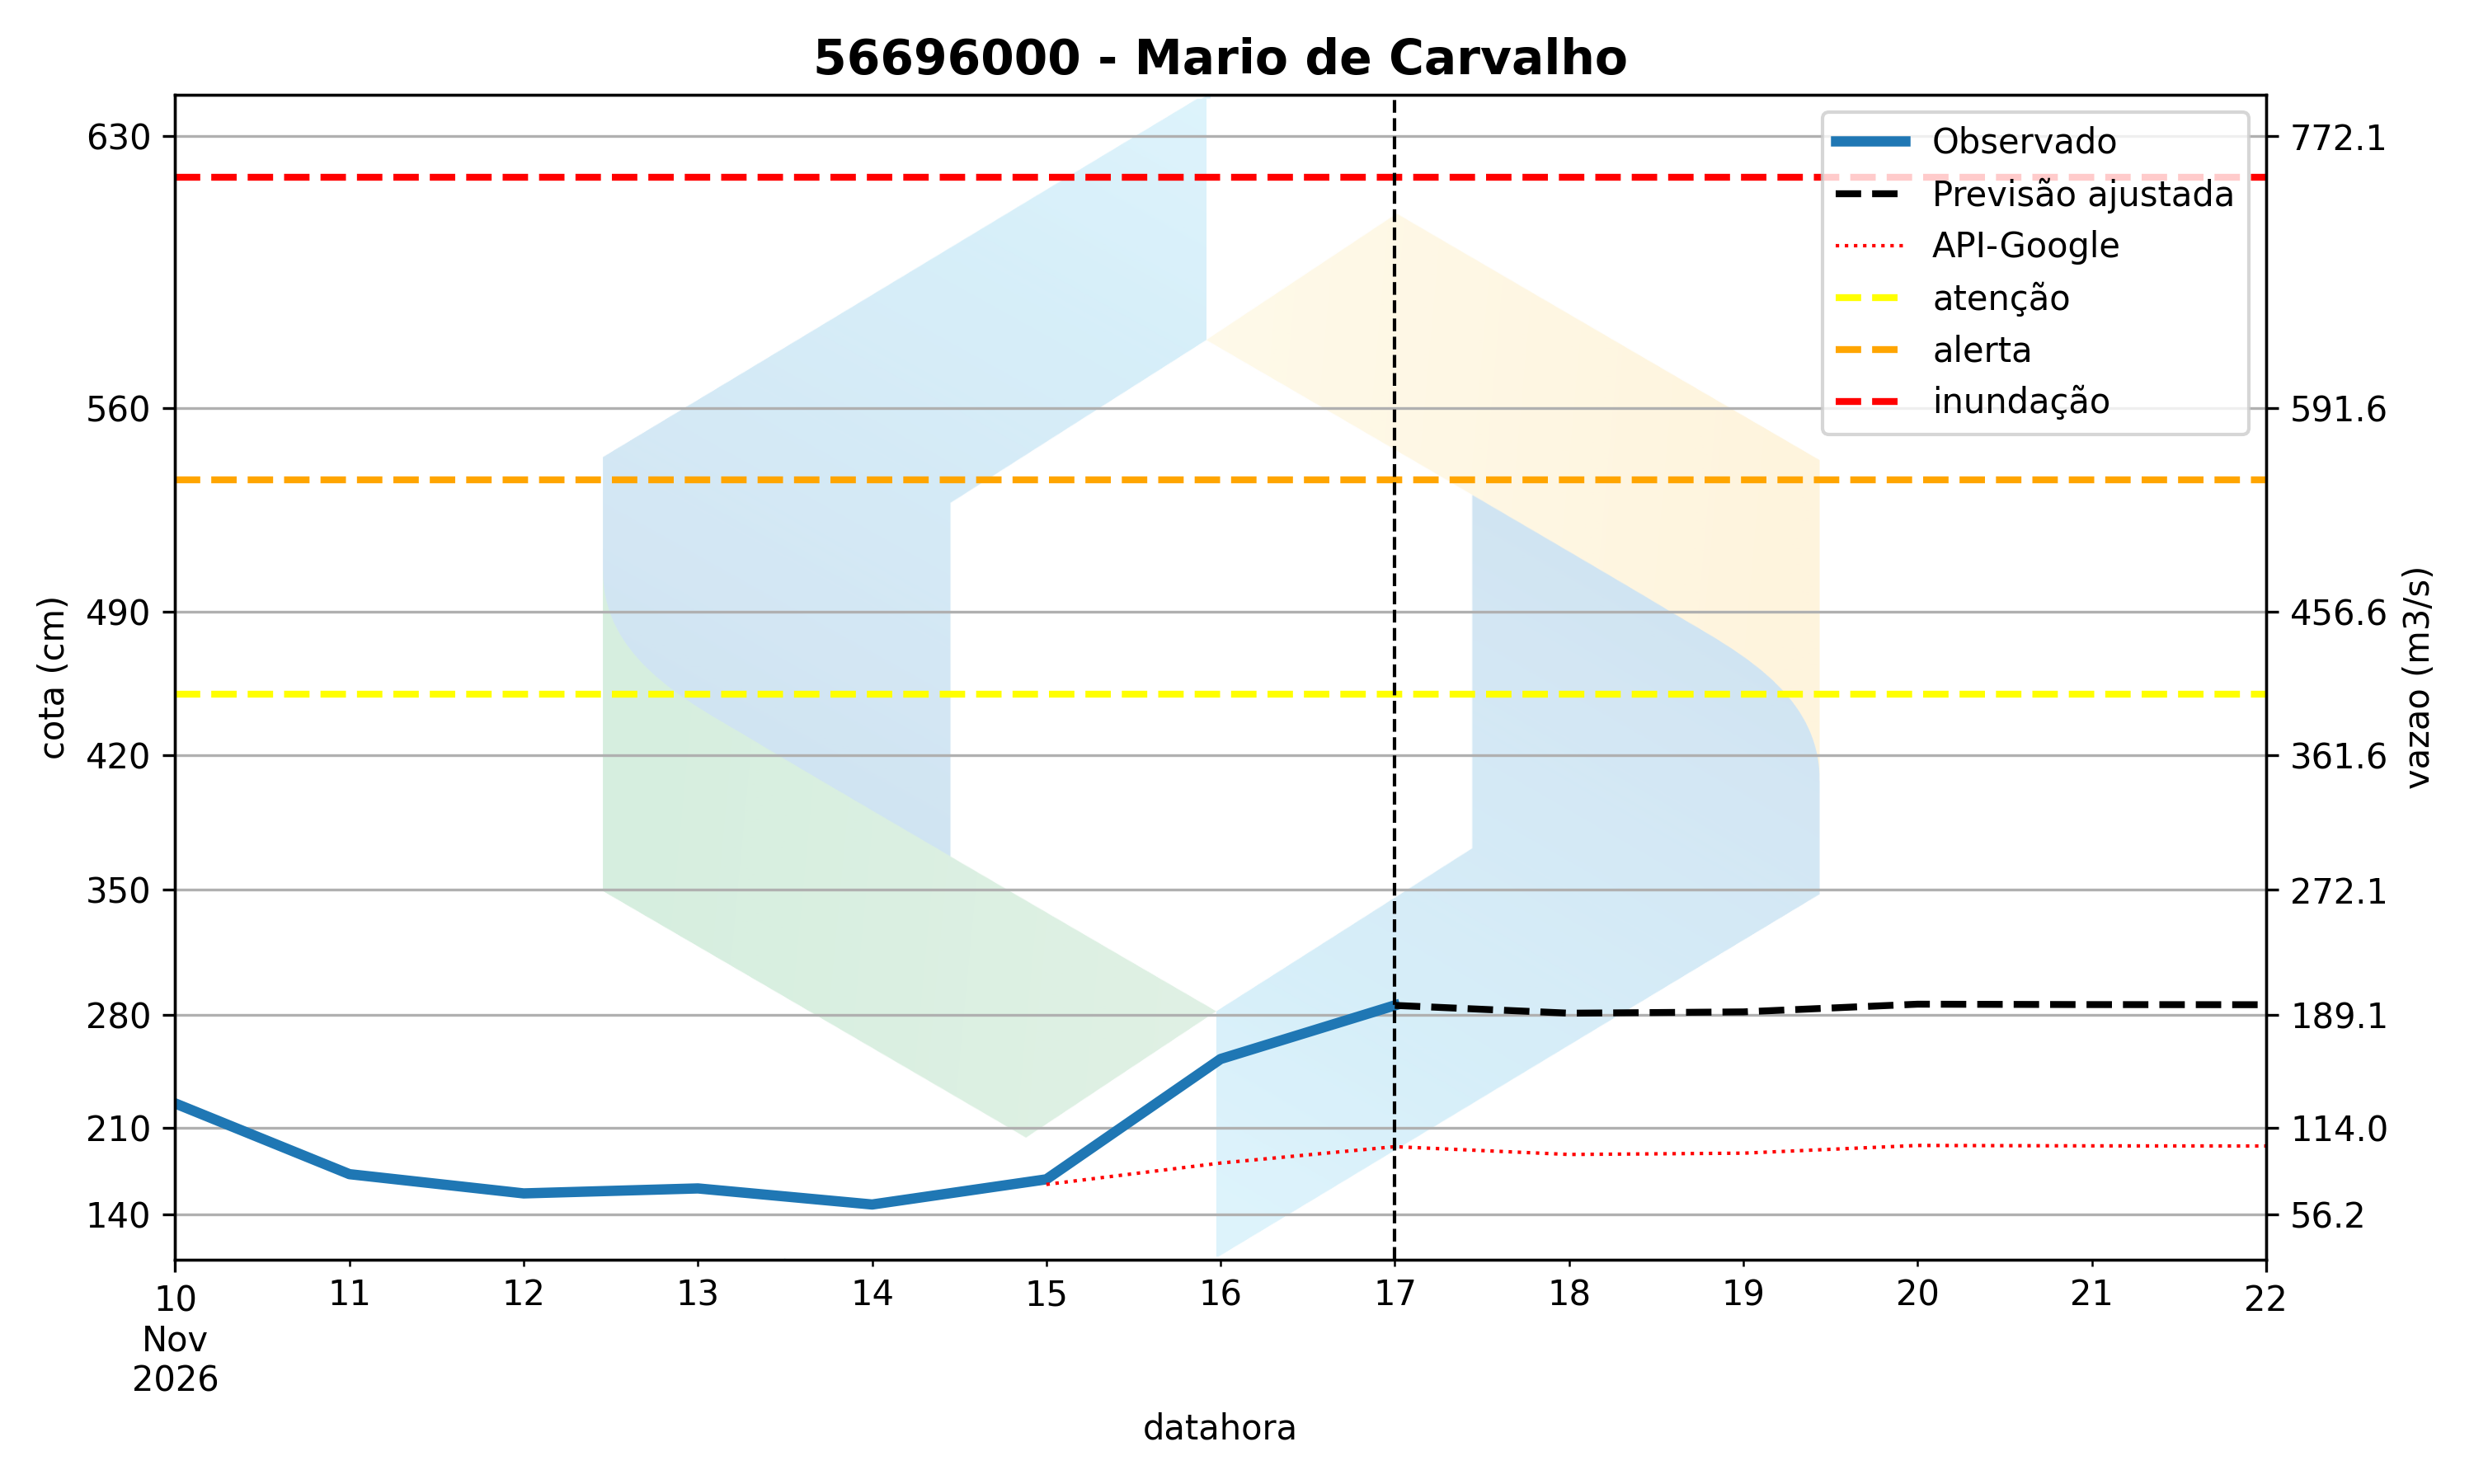 56696000 - Mario de Carvalho
630
560
490
420
350
280
210
140
cota (cm)
772.1
591.6
456.6
361.6
272.1
189.1
114.0
56.2
vazao (m3/s)
Observado
Previsão ajustada
API-Google
atenção
alerta
inundação
10 11 12 13 14 15 16 17 18 19 20 21 22
Nov
2026
datahora